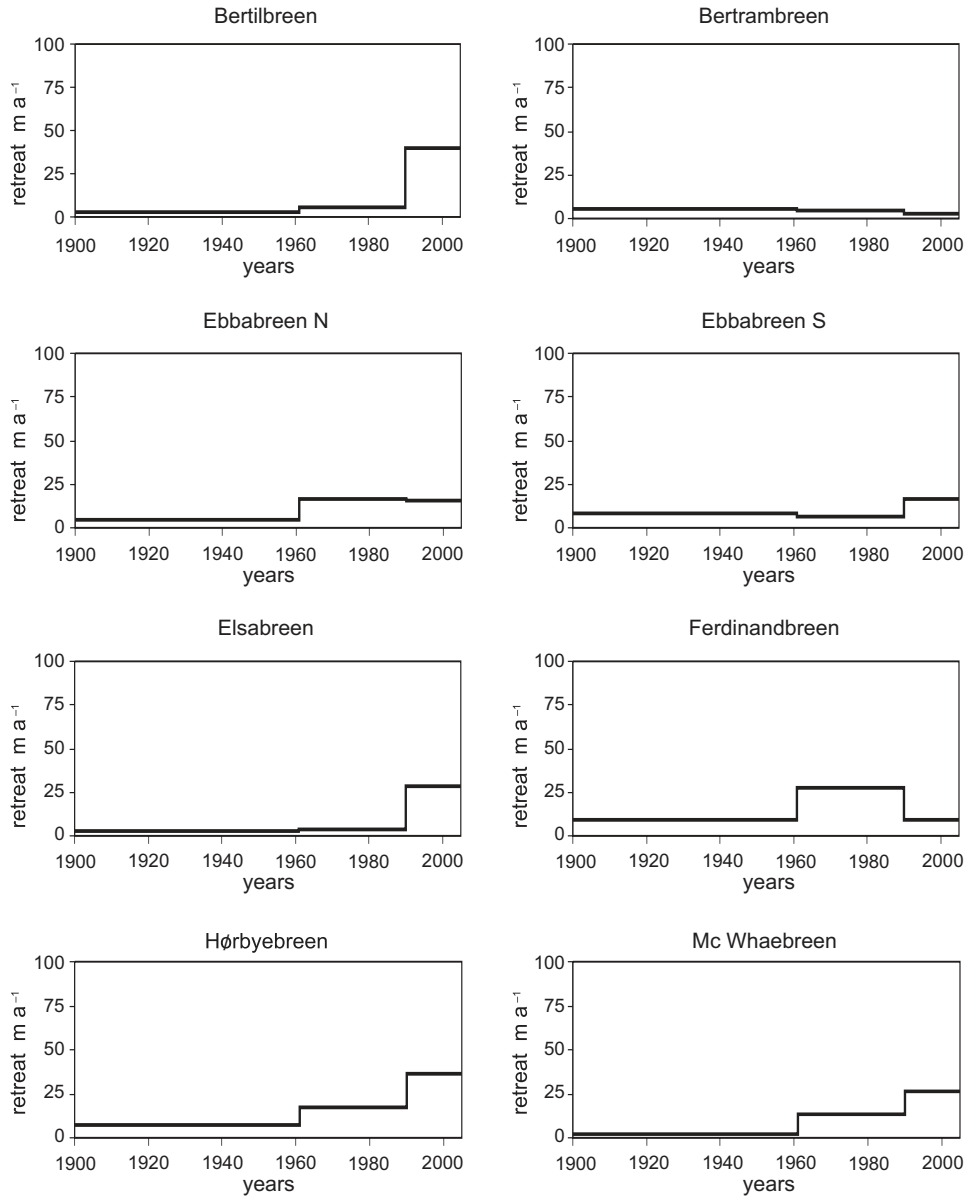 Bertilbreen
retreat m a⁻¹
100
75
50
25
0
1900 1920 1940 1960 1980 2000
years
Bertrambreen
retreat m a⁻¹
100
75
50
25
0
1900 1920 1940 1960 1980 2000
years
Ebbabreen N
retreat m a⁻¹
100
75
50
25
0
1900 1920 1940 1960 1980 2000
years
Ebbabreen S
retreat m a⁻¹
100
75
50
25
0
1900 1920 1940 1960 1980 2000
years
Elsabreen
retreat m a⁻¹
100
75
50
25
0
1900 1920 1940 1960 1980 2000
years
Ferdinandbreen
retreat m a⁻¹
100
75
50
25
0
1900 1920 1940 1960 1980 2000
years
Hørbyebreen
retreat m a⁻¹
100
75
50
25
0
1900 1920 1940 1960 1980 2000
years
Mc Whaebreen
retreat m a⁻¹
100
75
50
25
0
1900 1920 1940 1960 1980 2000
years